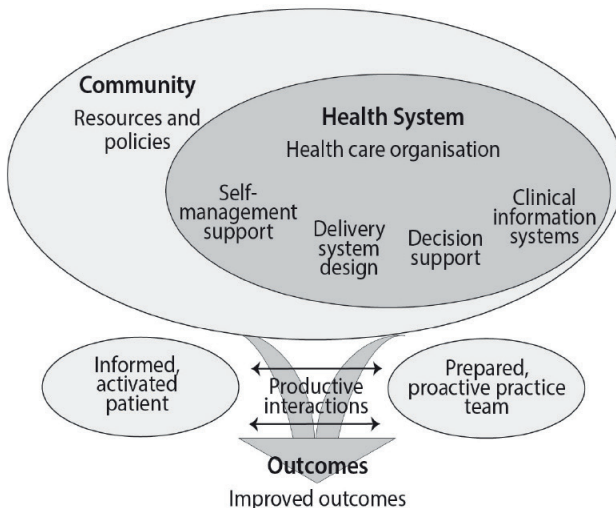 Community
Resources and
policies
Health System
Health care organisation
Self-
management
support
Delivery
system
design
Decision
support
Clinical
information
systems
Informed,
activated
patient
Productive
interactions
Prepared,
proactive practice
team
Outcomes
Improved outcomes